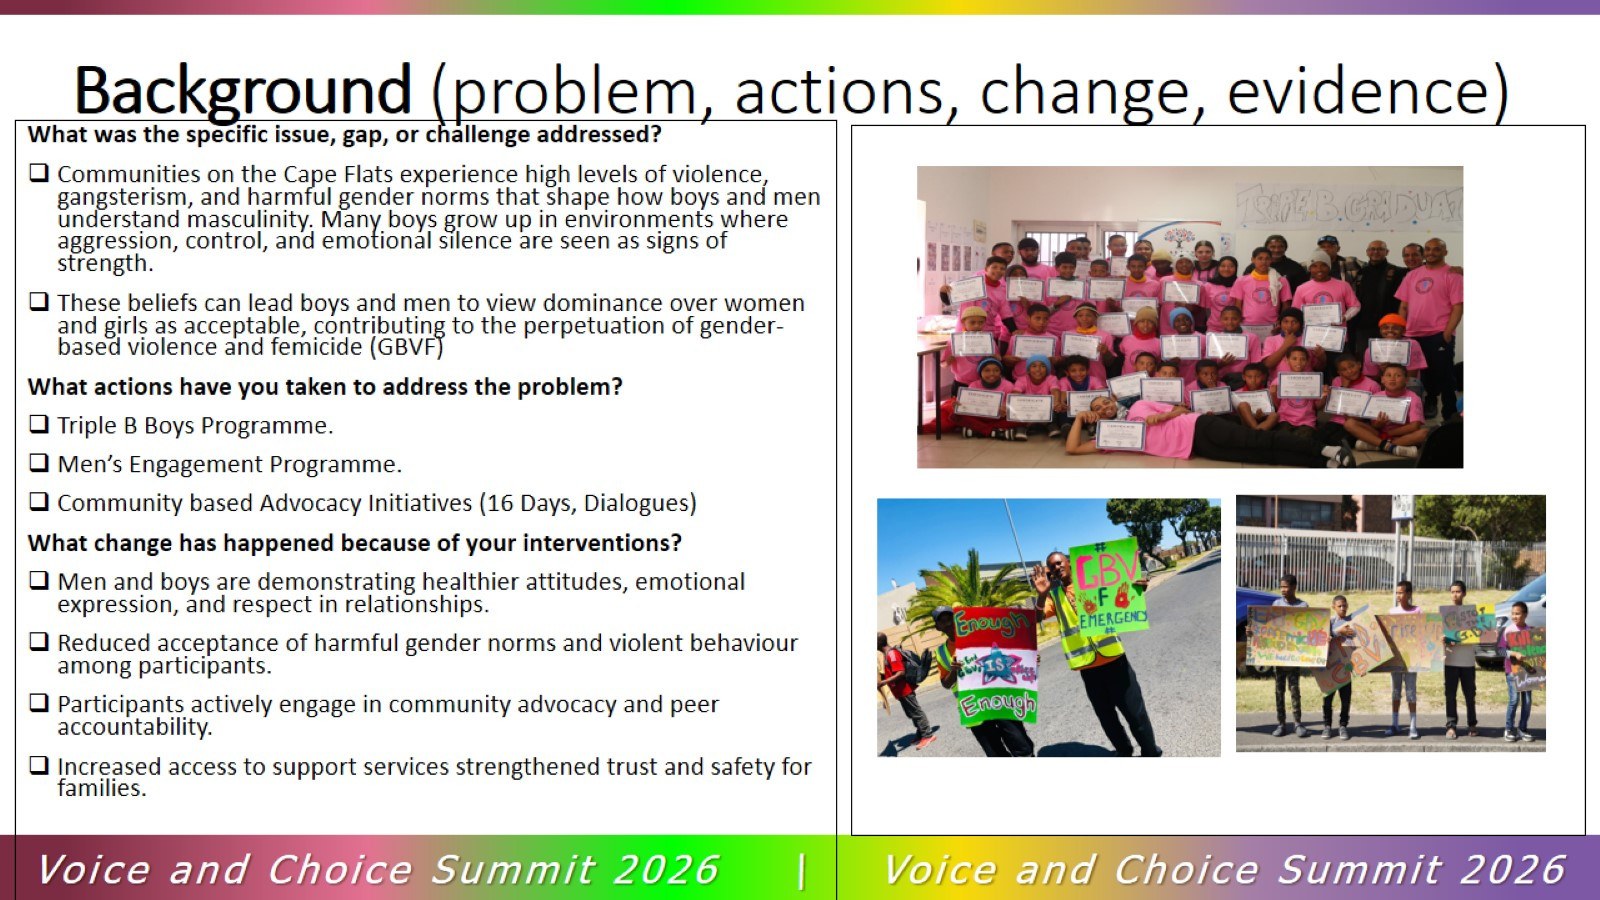 Background (problem, actions, change, evidence)
What was the specific issue, gap, or challenge addressed?
❑ Communities on the Cape Flats experience high levels of violence,
gangsterism, and harmful gender norms that shape how boys and men
understand masculinity. Many boys grow up in environments where
aggression, control, and emotional silence are seen as signs of
strength.
❑ These beliefs can lead boys and men to view dominance over women
and girls as acceptable, contributing to the perpetuation of gender-
based violence and femicide (GBVF)
What actions have you taken to address the problem?
❑ Triple B Boys Programme.
❑ Men’s Engagement Programme.
❑ Community based Advocacy Initiatives (16 Days, Dialogues)
What change has happened because of your interventions?
❑ Men and boys are demonstrating healthier attitudes, emotional
expression, and respect in relationships.
❑ Reduced acceptance of harmful gender norms and violent behaviour
among participants.
❑ Participants actively engage in community advocacy and peer
accountability.
❑ Increased access to support services strengthened trust and safety for
families.
TRIPLE B GRADUAT
Enough
IS
Enough
#
GBV
F
EMERGENC
#
GBV
Voice and Choice Summit 2026 | Voice and Choice Summit 2026